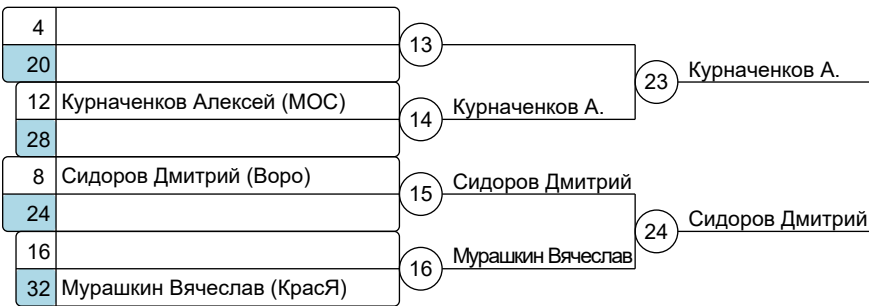 4
20
13
12 Курначенков Алексей (МОС)
28
14
Курначенков А.
23
Курначенков А.
8 Сидоров Дмитрий (Воро)
24
15
Сидоров Дмитрий
16
32 Мурашкин Вячеслав (КрасЯ)
16
Мурашкин Вячеслав
24
Сидоров Дмитрий